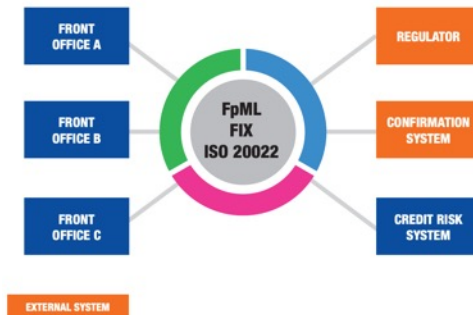 FRONT
OFFICE A
REGULATOR
FRONT
OFFICE B
FpML
FIX
ISO 20022
CONFIRMATION
SYSTEM
FRONT
OFFICE C
CREDIT RISK
SYSTEM
EXTERNAL SYSTEM